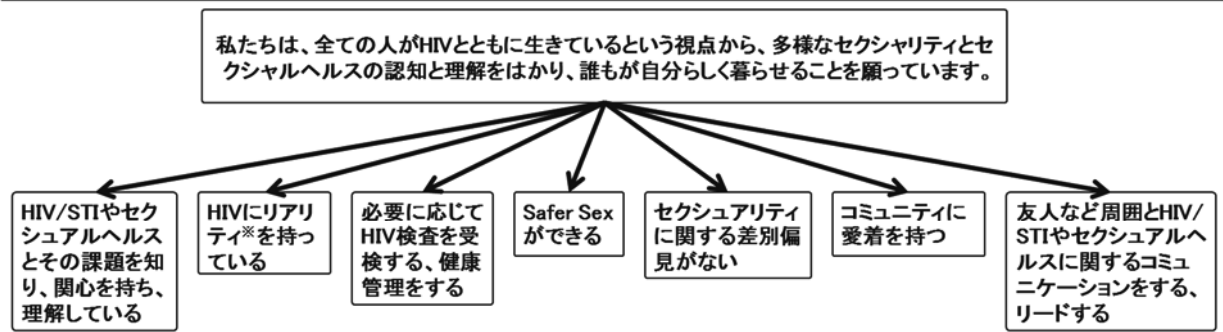 私たちは、全ての人がHIVとともに生きているという視点から、多様なセクシャリティとセ
クシャルヘルスの認知と理解をはかり、誰もが自分らしく暮らせることを願っています。
HIV/STIやセク
シュアルヘルス
とその課題を知
り、関心を持ち、
理解している
HIVにリアリ
ティ※を持っ
ている
必要に応じて
HIV検査を受
検する、健康
管理をする
Safer Sex
ができる
セクシュアリティ
に関する差別偏
見がない
コミュニティに
愛着を持つ
友人など周囲とHIV/
STIやセクシュアルヘ
ルスに関するコミュ
ニケーションをする、
リードする